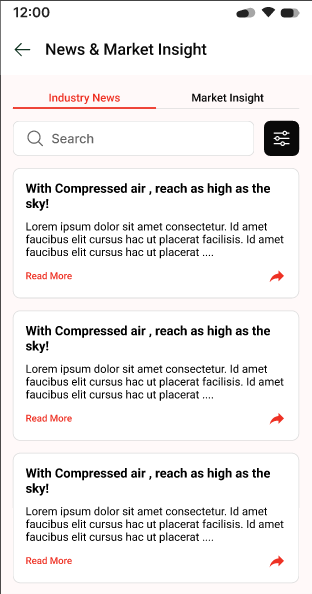 12:00
News & Market Insight
Industry News
Market Insight
Search
With Compressed air , reach as high as the
sky!
Lorem ipsum dolor sit amet consectetur. Id amet
faucibus elit cursus hac ut placerat facilisis. Id amet
faucibus elit cursus hac ut placerat ....
Read More
With Compressed air , reach as high as the
sky!
Lorem ipsum dolor sit amet consectetur. Id amet
faucibus elit cursus hac ut placerat facilisis. Id amet
faucibus elit cursus hac ut placerat ....
Read More
With Compressed air , reach as high as the
sky!
Lorem ipsum dolor sit amet consectetur. Id amet
faucibus elit cursus hac ut placerat facilisis. Id amet
faucibus elit cursus hac ut placerat ....
Read More